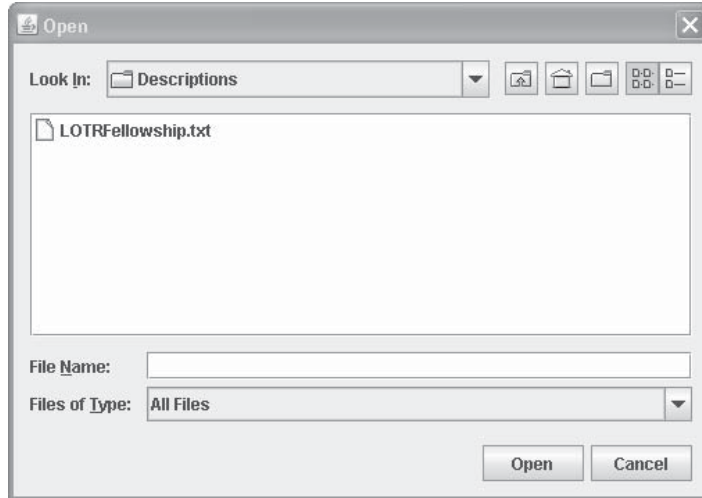 Open
Look In: Descriptions
LOTRFellowship.txt
File Name:
Files of Type: All Files
Open Cancel